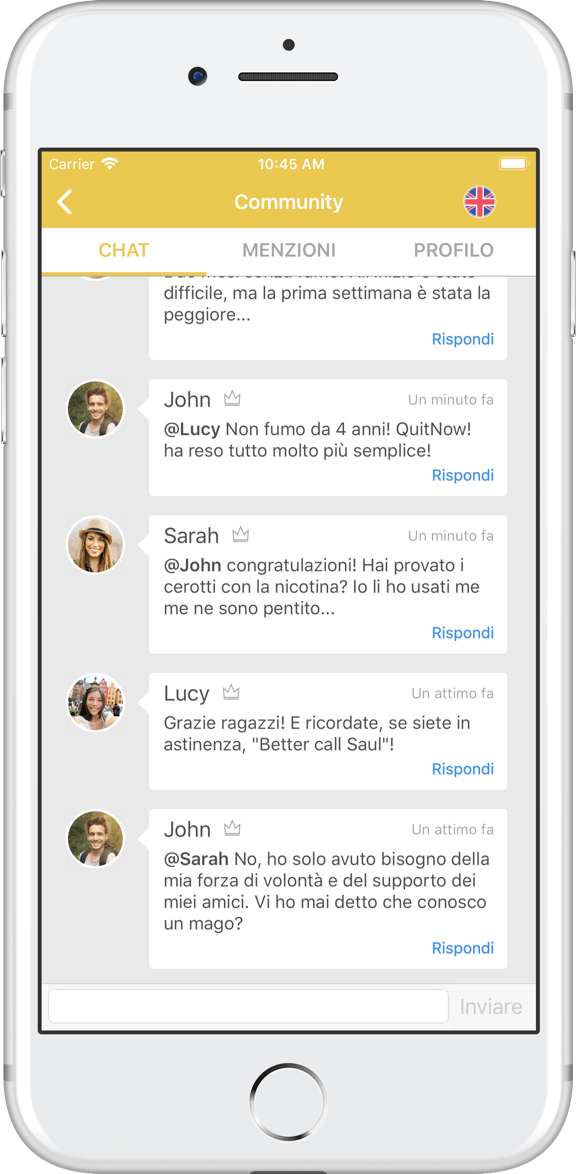 Carrier
10:45 AM
Community
CHAT
MENZIONI
PROFILO
difficile, ma la prima settimana è stata la
peggiore...
Rispondi
John
Un minuto fa
@Lucy Non fumo da 4 anni! QuitNow!
ha reso tutto molto più semplice!
Rispondi
Sarah
Un minuto fa
@John congratulazioni! Hai provato i
cerotti con la nicotina? Io li ho usati me
me ne sono pentito...
Rispondi
Lucy
Un attimo fa
Grazie ragazzi! E ricordate, se siete in
astinenza, "Better call Saul"!
Rispondi
John
Un attimo fa
@Sarah No, ho solo avuto bisogno della
mia forza di volontà e del supporto dei
miei amici. Vi ho mai detto che conosco
un mago?
Rispondi
Inviare